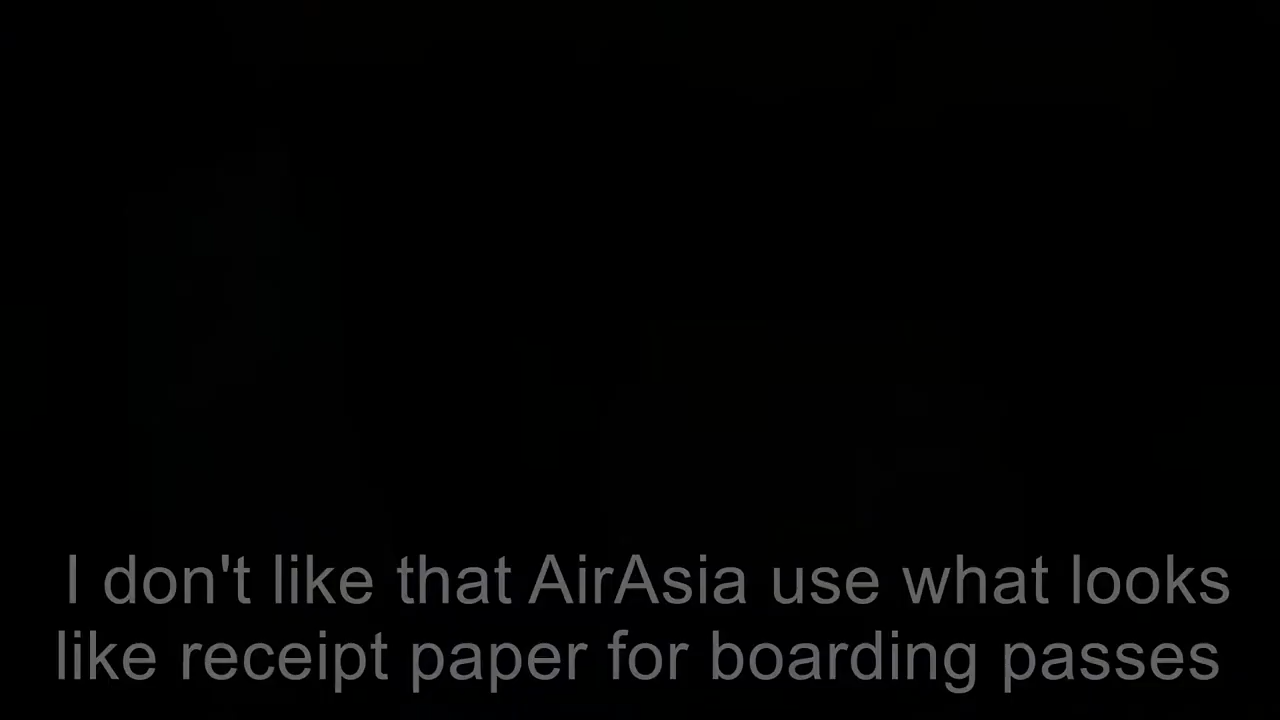 I don't like that AirAsia use what looks
like receipt paper for boarding passes